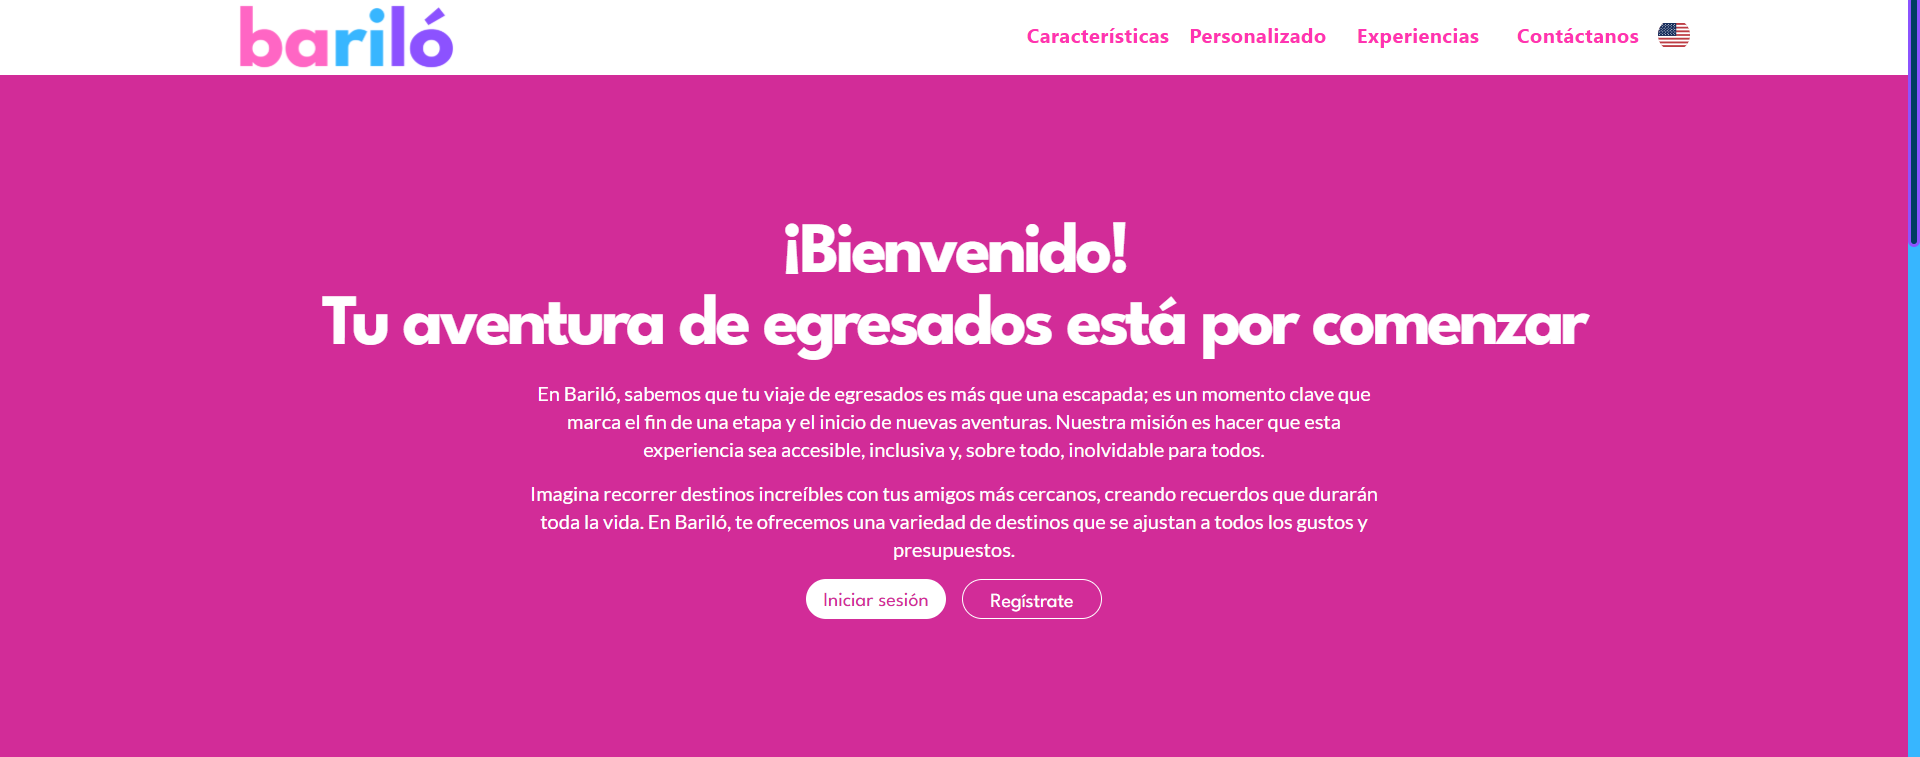 bariló
Características Personalizado Experiencias Contáctanos
¡Bienvenido!
Tu aventura de egresados está por comenzar
En Bariló, sabemos que tu viaje de egresados es más que una escapada; es un momento clave que
marca el fin de una etapa y el inicio de nuevas aventuras. Nuestra misión es hacer que esta
experiencia sea accesible, inclusiva y, sobre todo, inolvidable para todos.
Imagina recorrer destinos increíbles con tus amigos más cercanos, creando recuerdos que durarán
toda la vida. En Bariló, te ofrecemos una variedad de destinos que se ajustan a todos los gustos y
presupuestos.
Iniciar sesión Regístrate